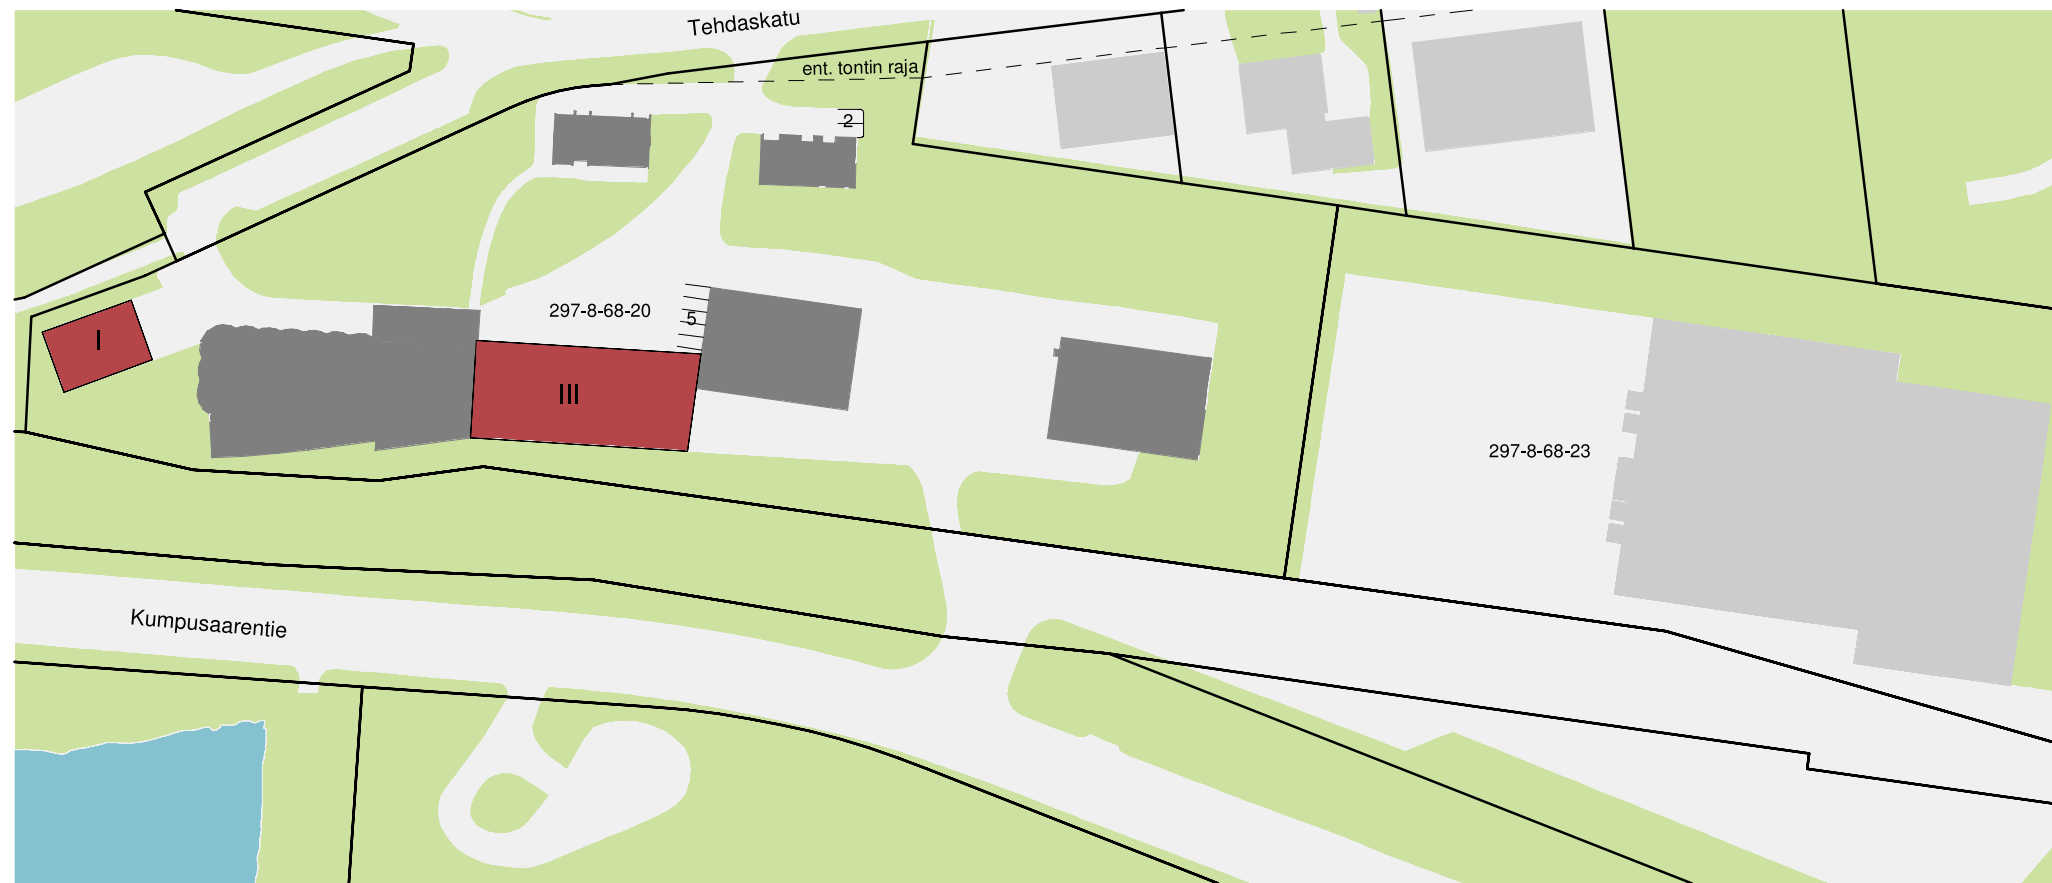 Tehdaskatu
ent. tontin raja
2
297-8-68-20
5
I
III
297-8-68-23
Kumpusaarentie